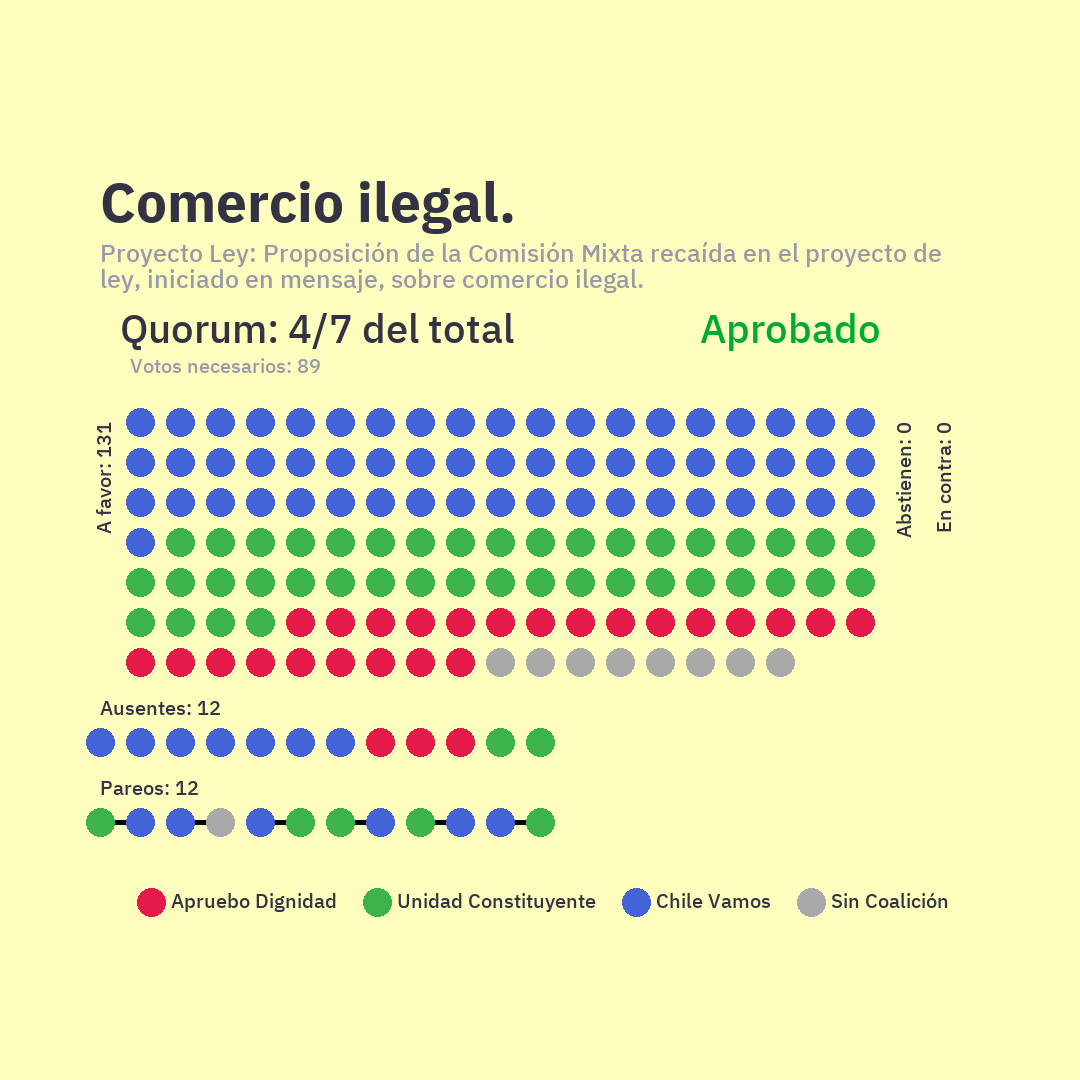 Comercio ilegal.
Proyecto Ley: Proposición de la Comisión Mixta recaída en el proyecto de
ley, iniciado en mensaje, sobre comercio ilegal.
Quorum: 4/7 del total
Aprobado
Votos necesarios: 89
A favor: 131
Abstienen: 0
En contra: 0
Ausentes: 12
Pareos: 12
Apruebo Dignidad
Unidad Constituyente
Chile Vamos
Sin Coalición